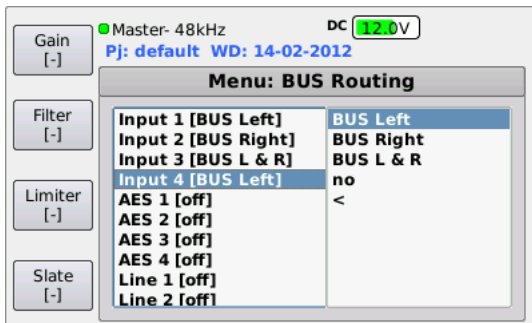 Master- 48kHz
DC 12.0V
Pj: default WD: 14-02-2012
Gain
[-]
Filter
[-]
Limiter
[-]
Slate
[-]
Menu: BUS Routing
Input 1 [BUS Left]
Input 2 [BUS Right]
Input 3 [BUS L & R]
Input 4 [BUS Left]
AES 1 [off]
AES 2 [off]
AES 3 [off]
AES 4 [off]
Line 1 [off]
Line 2 [off]
BUS Left
BUS Right
BUS L & R
no
<